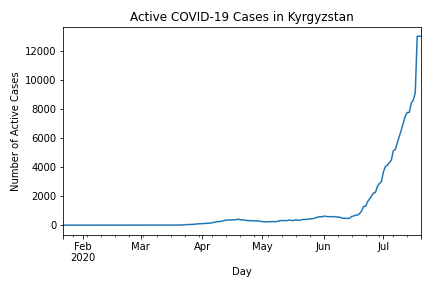 Active COVID-19 Cases in Kyrgyzstan
12000
10000
8000
6000
4000
2000
0
Number of Active Cases
Feb Mar Apr May Jun Jul
2020
Day